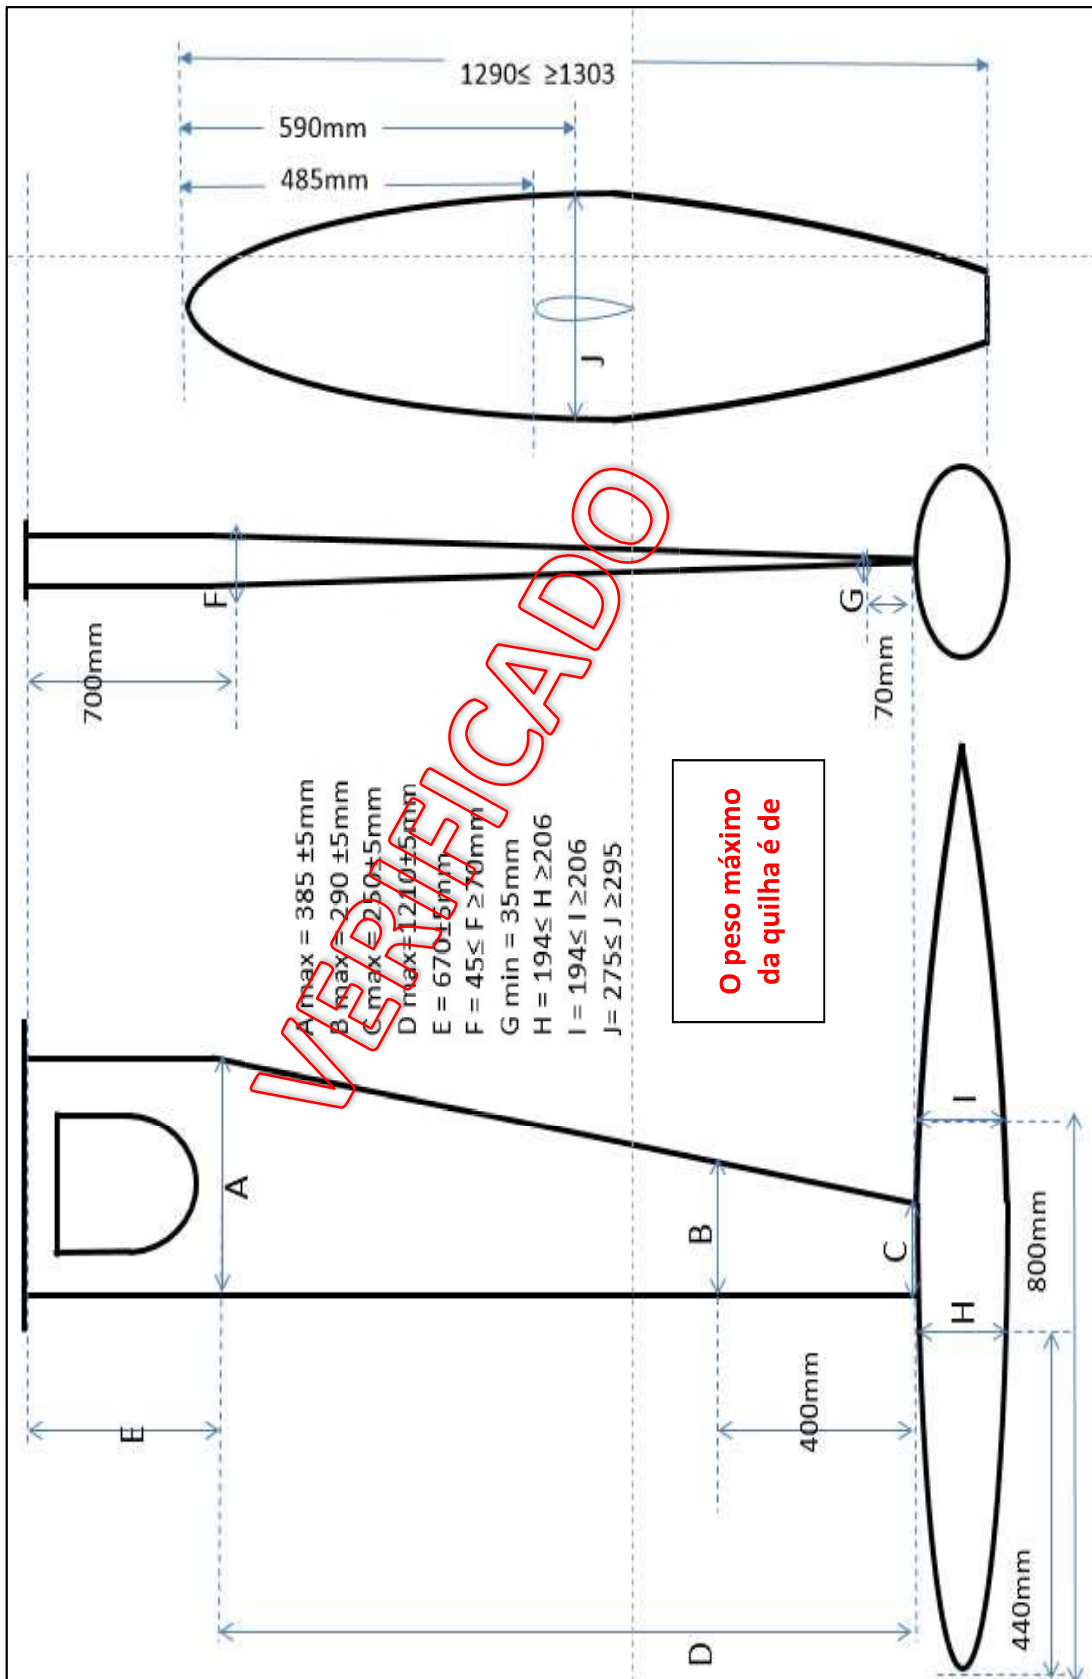 1290≤ ≥1303
590mm
485mm
J
F
G
700mm
70mm
A max = 385 ±5mm
B max = 290 ±5mm
C max = 250±5mm
D max=1210±5mm
E = 670±5mm
F = 45≤ F ≥70mm
G min = 35mm
H = 194≤ H ≥206
I = 194≤ I ≥206
J= 275≤ J ≥295
VERIFICADO
O peso máximo
da quilha é de
A
B
C
I
H
800mm
E
400mm
D
440mm